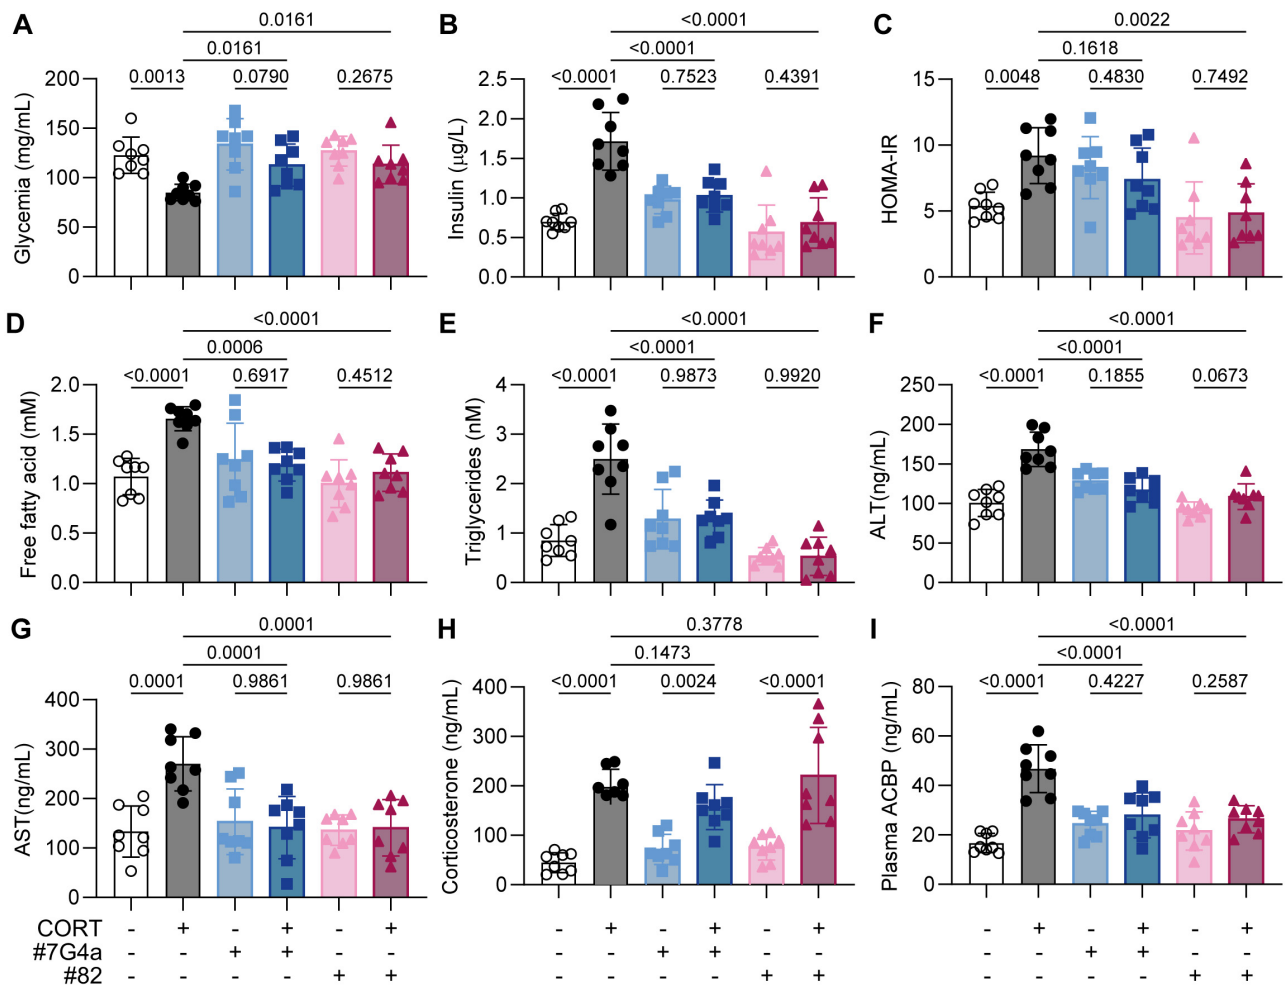 A
B
C
0.0161
<0.0001
0.0022
0.0161
<0.0001
0.1618
0.0013 0.0790 0.2675
<0.0001 0.7523 0.4391
0.0048 0.4830 0.7492
Glycemia (mg/mL)
200
150
100
50
0
Insulin (µg/L)
2.5
2.0
1.5
1.0
0.5
0.0
HOMA-IR
15
10
5
0
D
E
F
<0.0001
<0.0001
<0.0001
0.0006
<0.0001
<0.0001
<0.0001 0.6917 0.4512
<0.0001 0.9873 0.9920
<0.0001 0.1855 0.0673
Free fatty acid (mM)
2.0
1.5
1.0
0.5
0.0
Triglycerides (nM)
4
3
2
1
0
ALT(ng/mL)
250
200
150
100
50
0
G
H
I
0.0001
0.3778
<0.0001
0.0001
0.1473
<0.0001
0.0001 0.9861 0.9861
<0.0001 0.0024 <0.0001
<0.0001 0.4227 0.2587
AST(ng/mL)
400
300
200
100
0
Corticosterone (ng/mL)
400
300
200
100
0
Plasma ACBP (ng/mL)
80
60
40
20
0
CORT - + - + - + - + - + - + - + - + - +
#7G4a - - + + - - - - + + - - - - + + - -
#82 - - - - + + - - - - + + - - - - + +